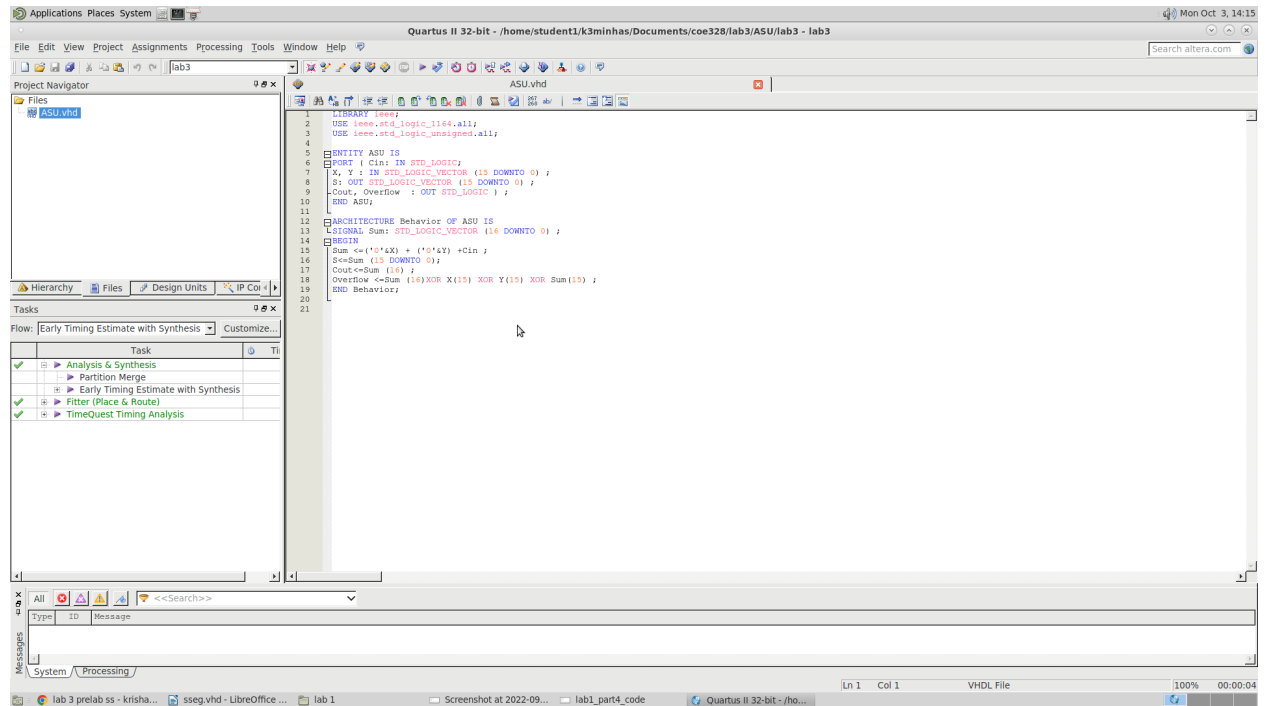 Applications Places System
Mon Oct 3, 14:15
Quartus II 32-bit - /home/student1/k3minhas/Documents/coe328/lab3/ASU/lab3 - lab3
File Edit View Project Assignments Processing Tools Window Help
Search altera.com
lab3
Project Navigator
Files
ASU.vhd
Hierarchy Files Design Units
Tasks
Flow: Early Timing Estimate with Synthesis Customize...
Task
Analysis & Synthesis
Partition Merge
Early Timing Estimate with Synthesis
Fitter (Place & Route)
TimeQuest Timing Analysis
ASU.vhd
1 LIBRARY ieee;
2 USE ieee.std_logic_1164.all;
3 USE ieee.std_logic_unsigned.all;
4
5 ENTITY ASU IS
6 PORT ( Cin: IN STD_LOGIC;
7 X, Y : IN STD_LOGIC_VECTOR (15 DOWNTO 0) ;
8 S: OUT STD_LOGIC_VECTOR (15 DOWNTO 0) ;
9 Cout, Overflow : OUT STD_LOGIC ) ;
10 END ASU;
11
12 ARCHITECTURE Behavior OF ASU IS
13 SIGNAL Sum: STD_LOGIC_VECTOR (16 DOWNTO 0) ;
14 BEGIN
15 Sum <=('0'&X) + ('0'&Y) +Cin ;
16 S<=Sum (15 DOWNTO 0);
17 Cout<=Sum (16) ;
18 Overflow <=Sum (16)XOR X(15) XOR Y(15) XOR Sum(15) ;
19 END Behavior;
20
21
Messages
All <<Search>>
Type ID Message
System Processing
Ln 1 Col 1 VHDL File 100% 00:00:04
lab 3 prelab ss - krisha... sseg.vhd - LibreOffice ... lab 1 Screenshot at 2022-09... lab1_part4_code Quartus II 32-bit - /ho...